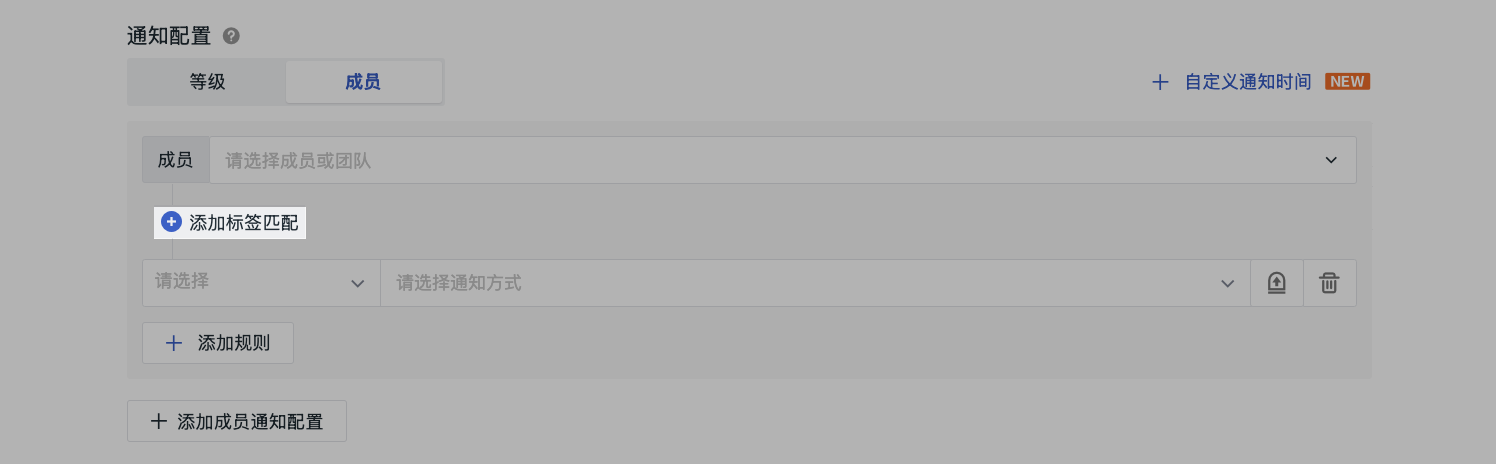 通知配置
等级 成员 自定义通知时间 NEW
成员 请选择成员或团队
添加标签匹配
请选择 请选择通知方式
添加规则
添加成员通知配置